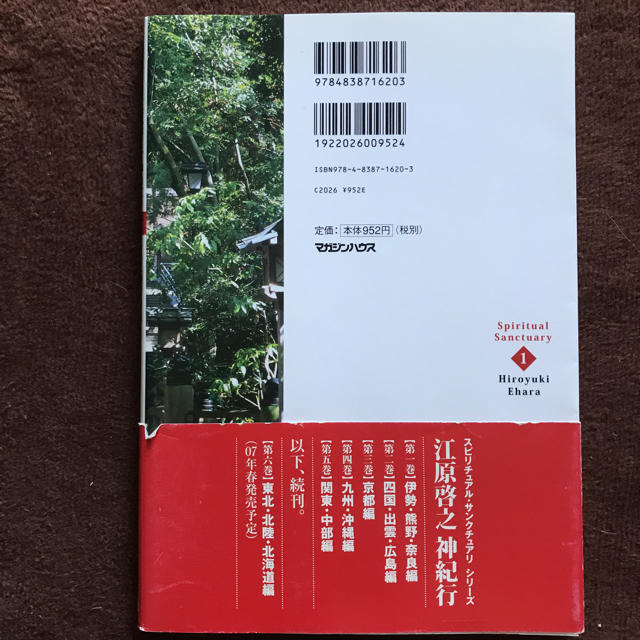 9784838716203
1922026009524
ISBN978-4-8387-1620-3
C2026 ¥952E
定価：本体952円（税別）
マガジンハウス
Spiritual
Sanctuary
1
Hiroyuki
Ehara
スピリチュアル・サンクチュアリ シリーズ
江原啓之 神紀行
【第一巻】伊勢・熊野・奈良編
【第二巻】四国・出雲・広島編
【第三巻】京都編
【第四巻】九州・沖縄編
【第五巻】関東・中部編
以下、続刊。
【第六巻】東北・北陸・北海道編
（07年春発売予定）